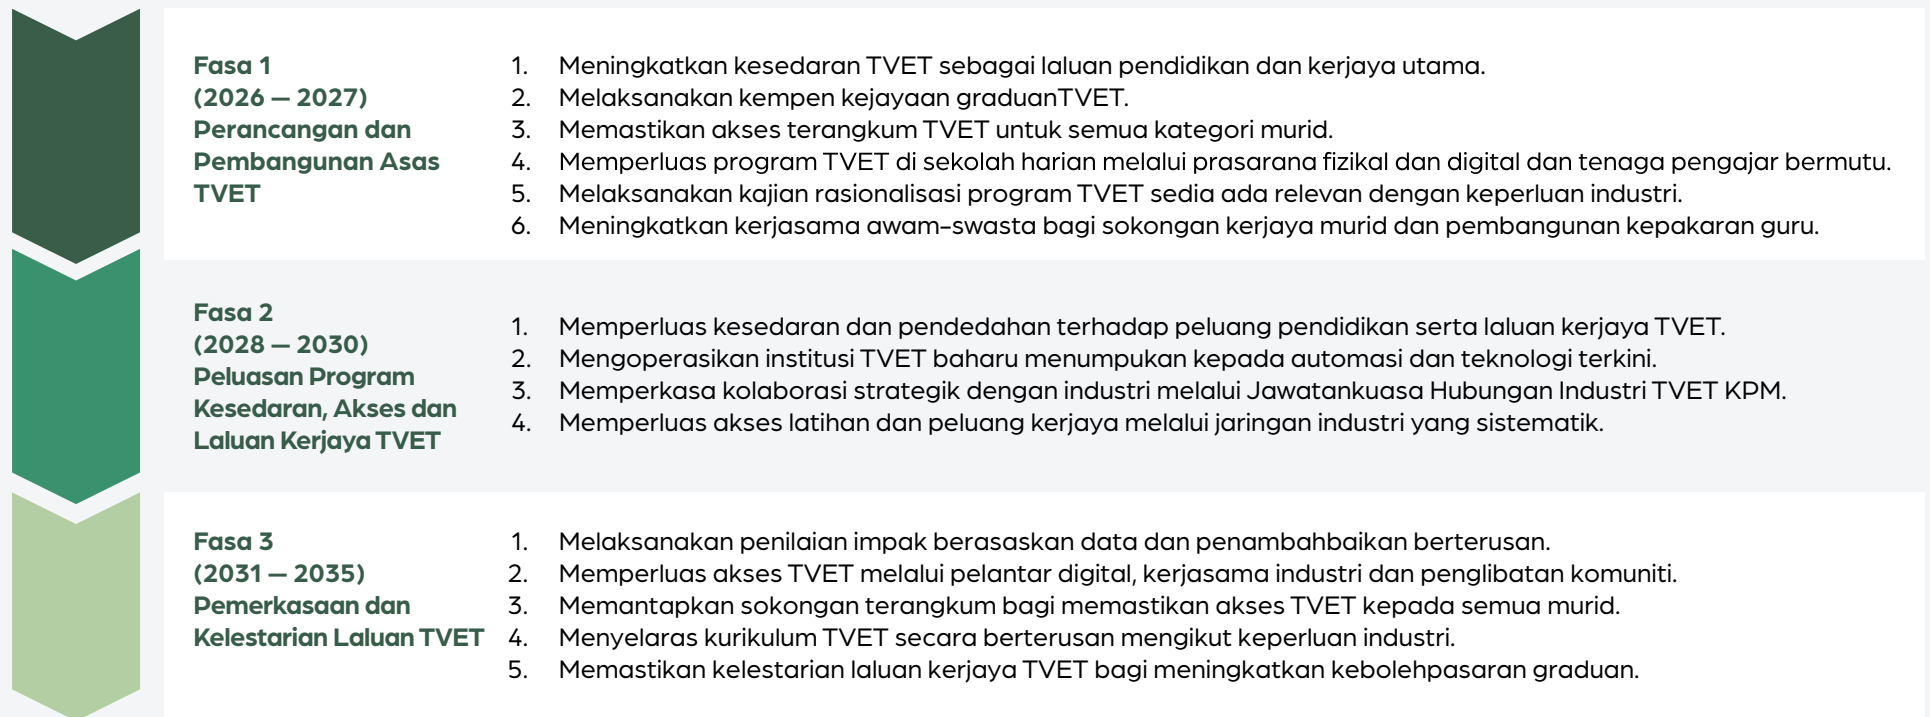 Fasa 1
(2026 – 2027)
Perancangan dan
Pembangunan Asas
TVET
1. Meningkatkan kesedaran TVET sebagai laluan pendidikan dan kerjaya utama.
2. Melaksanakan kempen kejayaan graduanTVET.
3. Memastikan akses terangkum TVET untuk semua kategori murid.
4. Memperluas program TVET di sekolah harian melalui prasarana fizikal dan digital dan tenaga pengajar bermutu.
5. Melaksanakan kajian rasionalisasi program TVET sedia ada relevan dengan keperluan industri.
6. Meningkatkan kerjasama awam-swasta bagi sokongan kerjaya murid dan pembangunan kepakaran guru.
Fasa 2
(2028 – 2030)
Peluasan Program
Kesedaran, Akses dan
Laluan Kerjaya TVET
1. Memperluas kesedaran dan pendedahan terhadap peluang pendidikan serta laluan kerjaya TVET.
2. Mengoperasikan institusi TVET baharu menumpukan kepada automasi dan teknologi terkini.
3. Memperkasa kolaborasi strategik dengan industri melalui Jawatankuasa Hubungan Industri TVET KPM.
4. Memperluas akses latihan dan peluang kerjaya melalui jaringan industri yang sistematik.
Fasa 3
(2031 – 2035)
Pemerkasaan dan
Kelestarian Laluan TVET
1. Melaksanakan penilaian impak berasaskan data dan penambahbaikan berterusan.
2. Memperluas akses TVET melalui pelantar digital, kerjasama industri dan penglibatan komuniti.
3. Memantapkan sokongan terangkum bagi memastikan akses TVET kepada semua murid.
4. Menyelaras kurikulum TVET secara berterusan mengikut keperluan industri.
5. Memastikan kelestarian laluan kerjaya TVET bagi meningkatkan kebolehpasaran graduan.